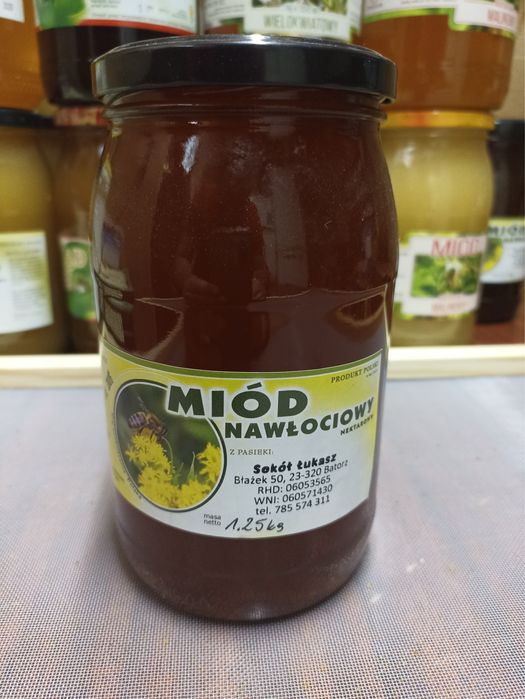 WIELOKWIATOWY
MIÓD
PRODUKT POLSKI
MIÓD
NAWŁOCIOWY
NEKTAROWY
Z PASIEKI:
Sokół Łukasz
Błażek 50, 23-320 Batorz
RHD: 06053565
WNI: 060571430
tel. 785 574 311
masa
netto 1,25kg